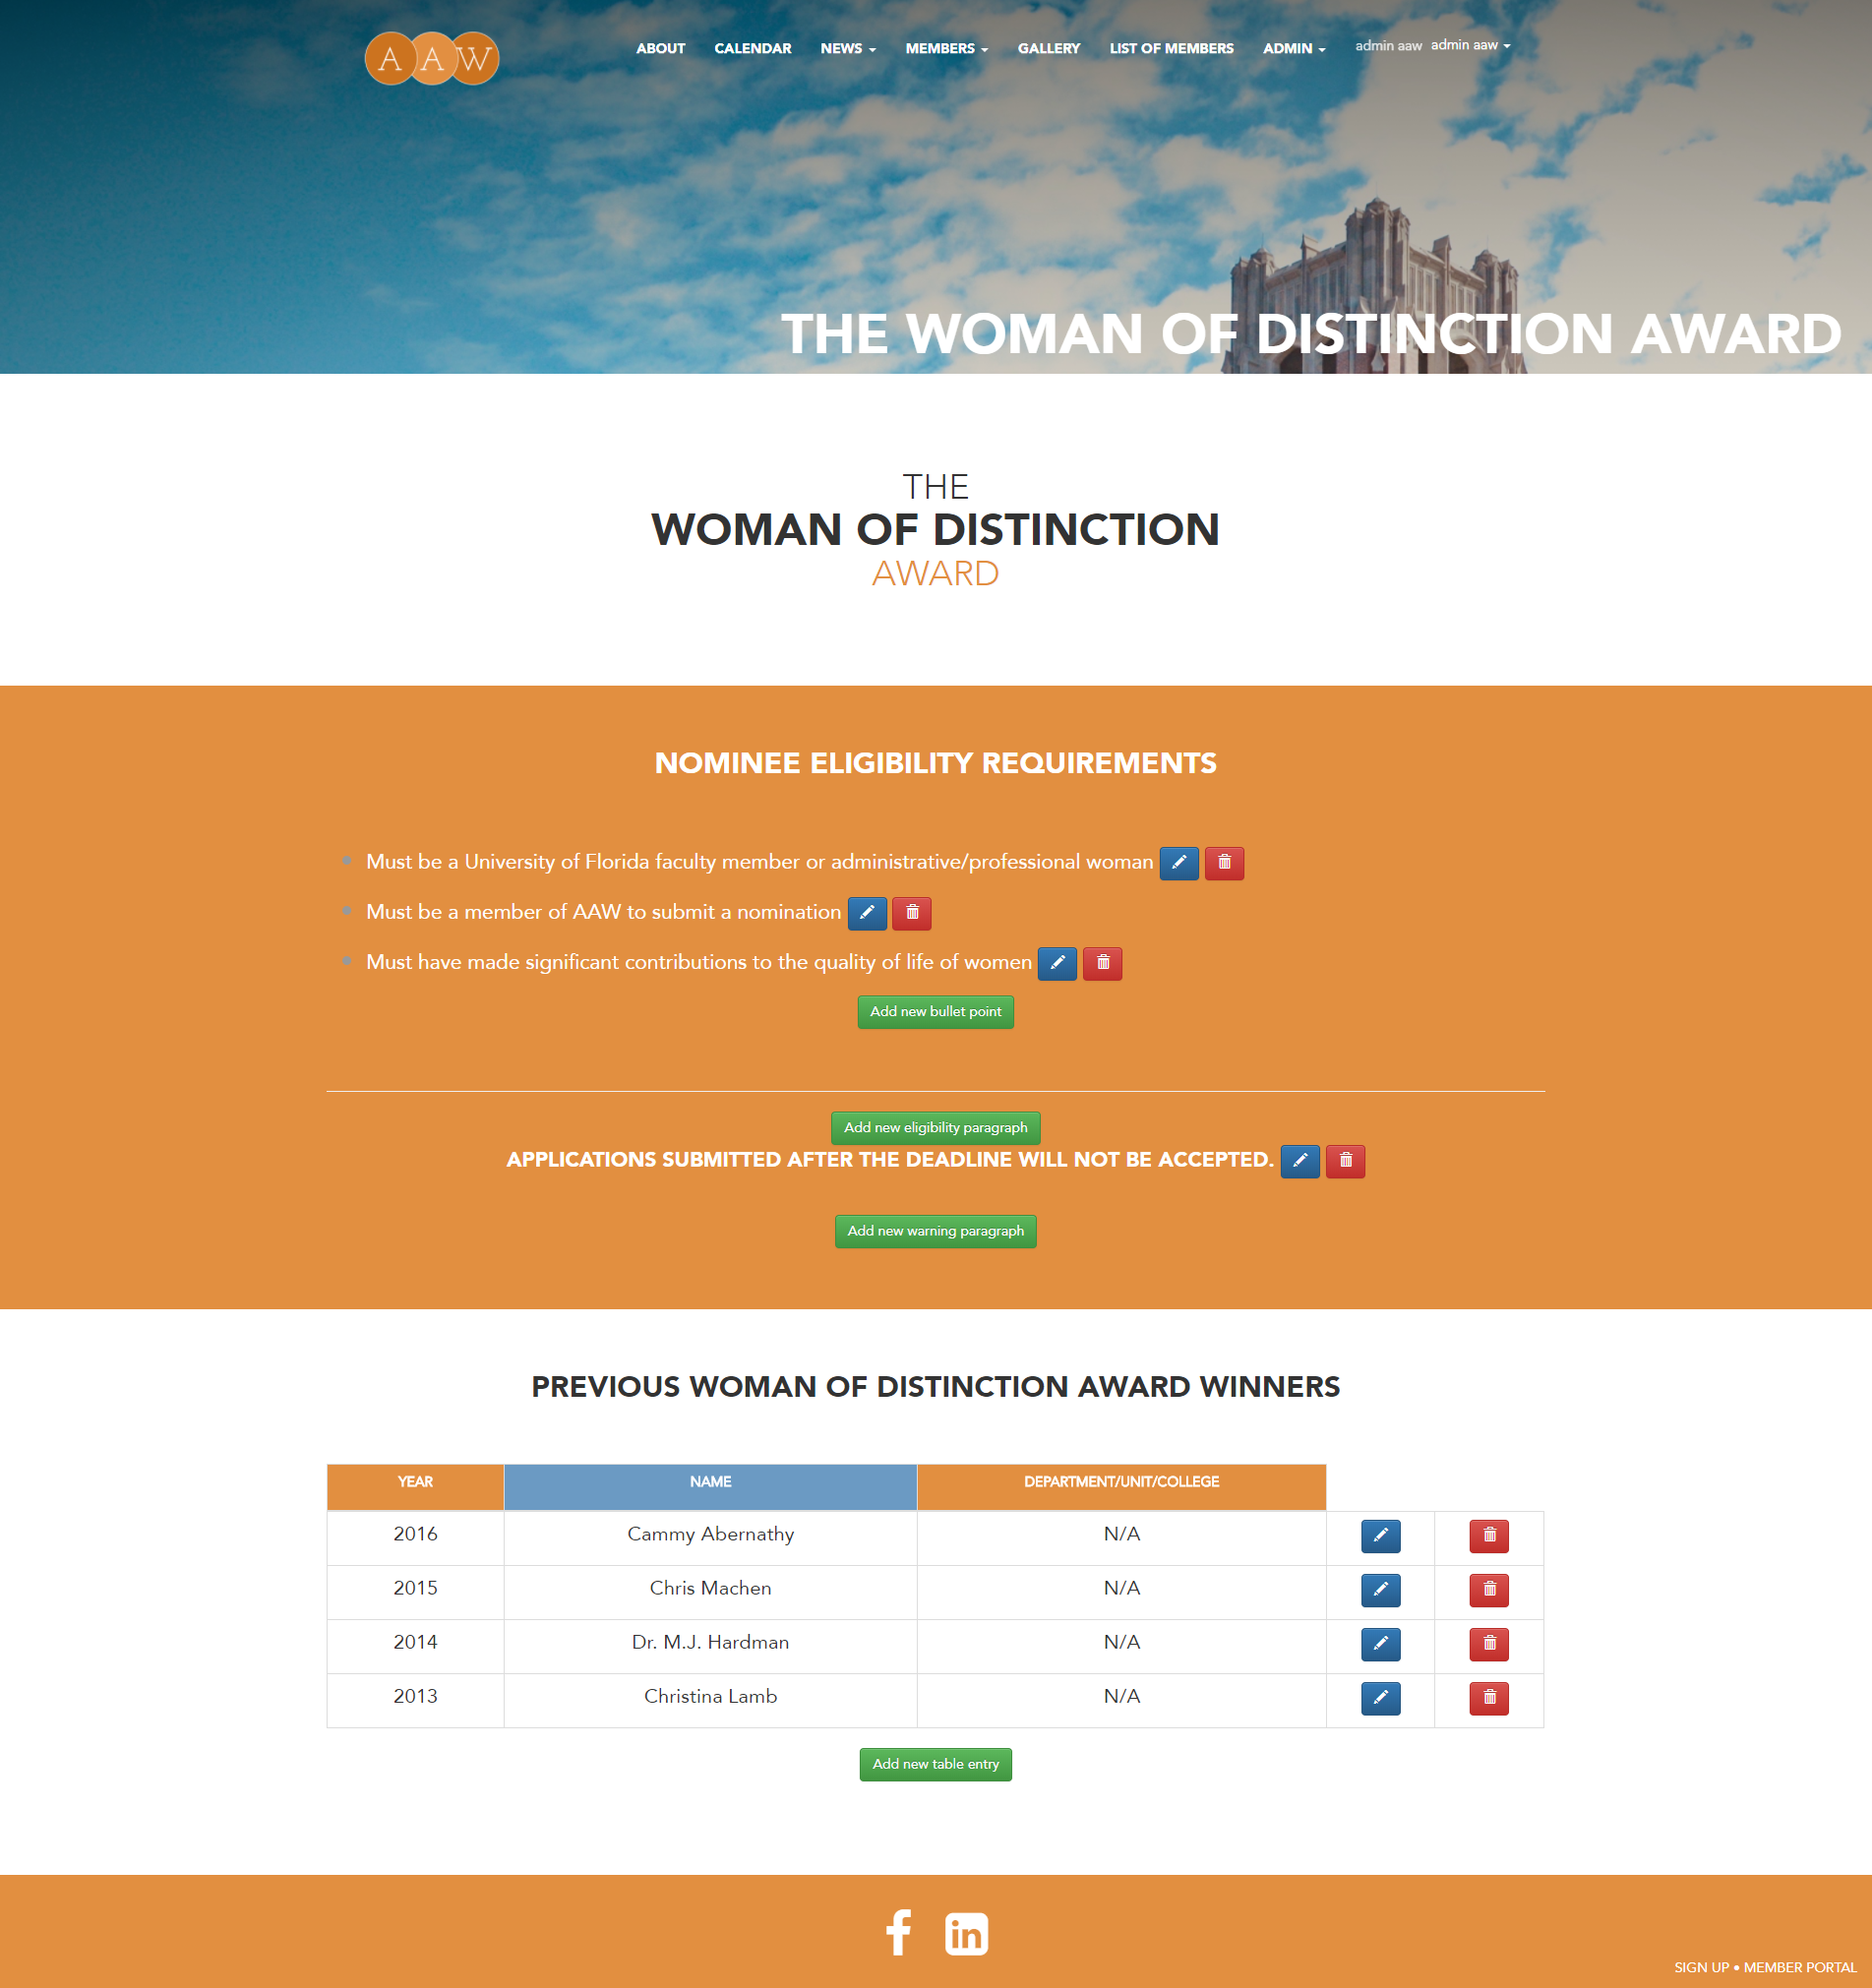 A A W
ABOUT CALENDAR NEWS MEMBERS GALLERY LIST OF MEMBERS ADMIN admin aaw admin aaw
THE WOMAN OF DISTINCTION AWARD
THE
WOMAN OF DISTINCTION
AWARD
NOMINEE ELIGIBILITY REQUIREMENTS
Must be a University of Florida faculty member or administrative/professional woman
Must be a member of AAW to submit a nomination
Must have made significant contributions to the quality of life of women
Add new bullet point
Add new eligibility paragraph
APPLICATIONS SUBMITTED AFTER THE DEADLINE WILL NOT BE ACCEPTED.
Add new warning paragraph
PREVIOUS WOMAN OF DISTINCTION AWARD WINNERS
YEAR NAME DEPARTMENT/UNIT/COLLEGE
2016 Cammy Abernathy N/A
2015 Chris Machen N/A
2014 Dr. M.J. Hardman N/A
2013 Christina Lamb N/A
Add new table entry
f in
SIGN UP • MEMBER PORTAL